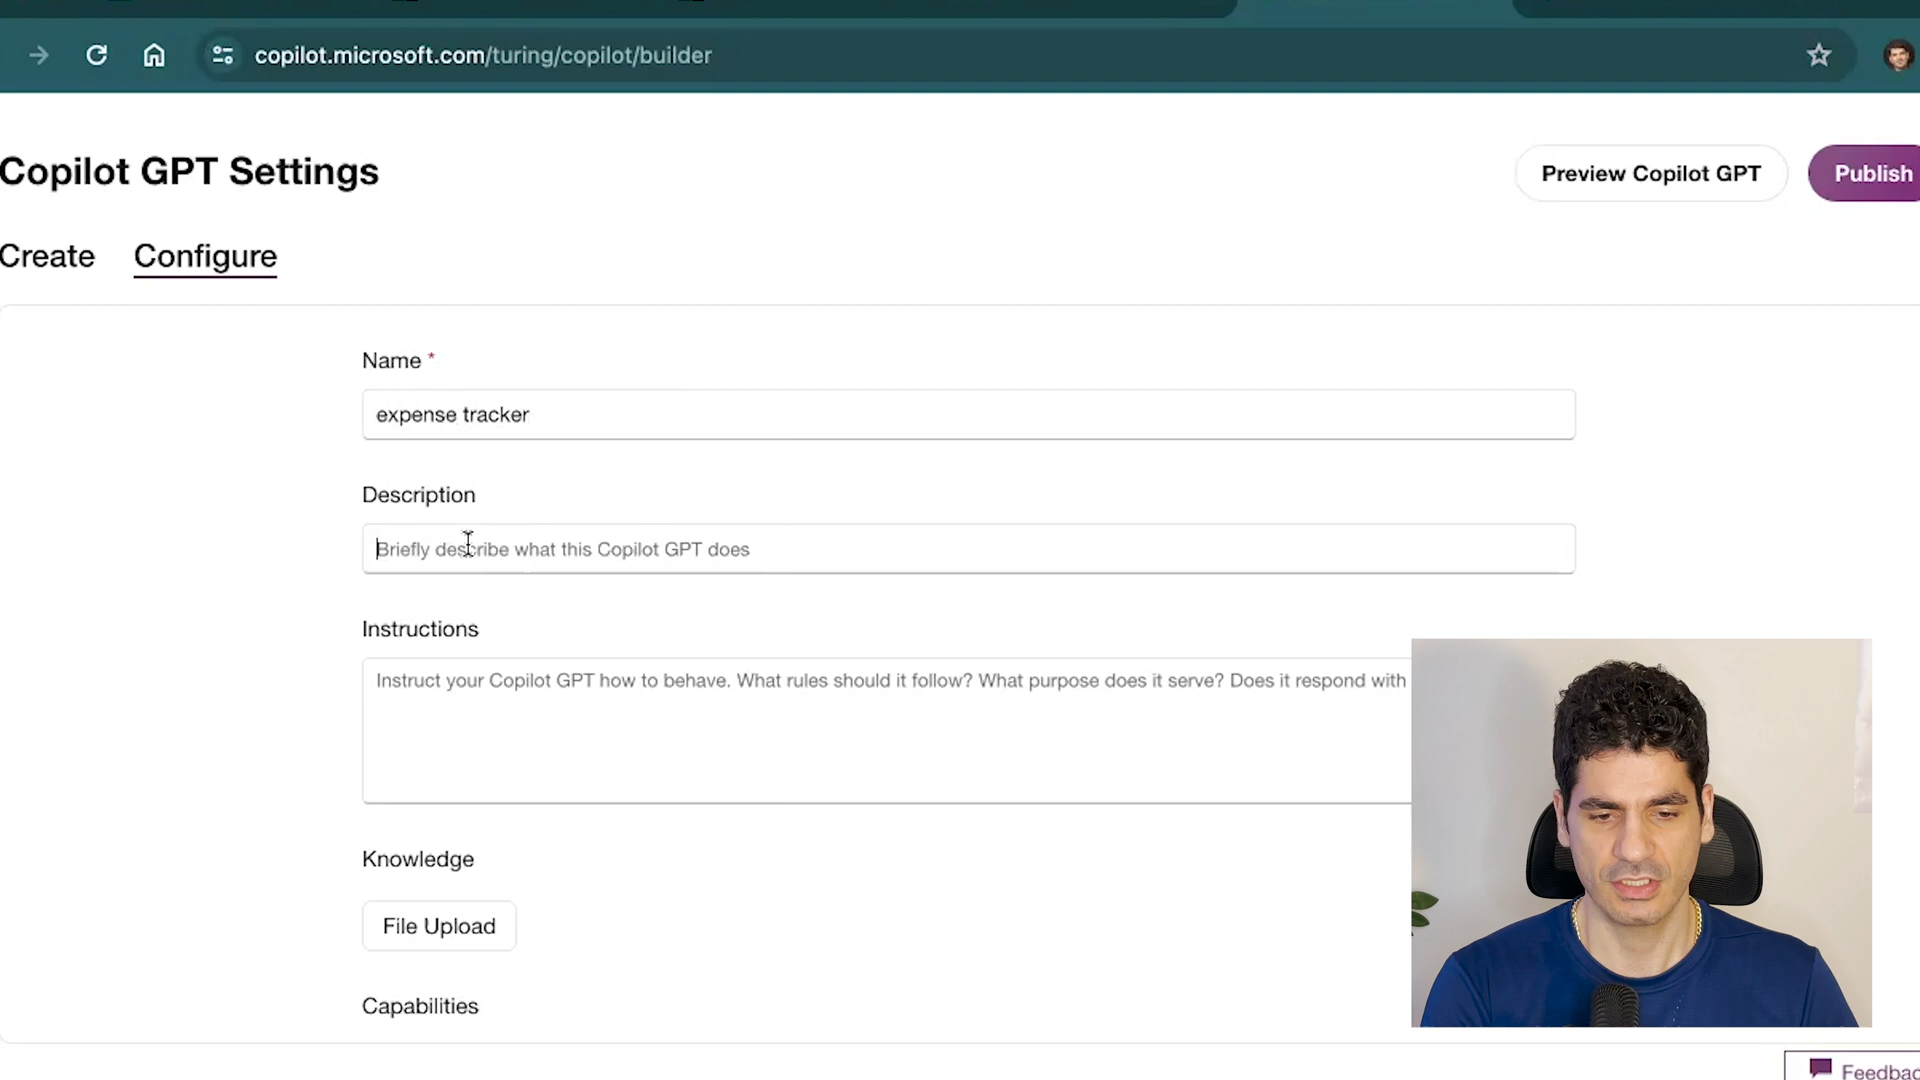 copilot.microsoft.com/turing/copilot/builder
Copilot GPT Settings
Preview Copilot GPT
Publish
Create
Configure
Name *
expense tracker
Description
Briefly describe what this Copilot GPT does
Instructions
Instruct your Copilot GPT how to behave. What rules should it follow? What purpose does it serve? Does it respond with
Knowledge
File Upload
Capabilities
Feedbac